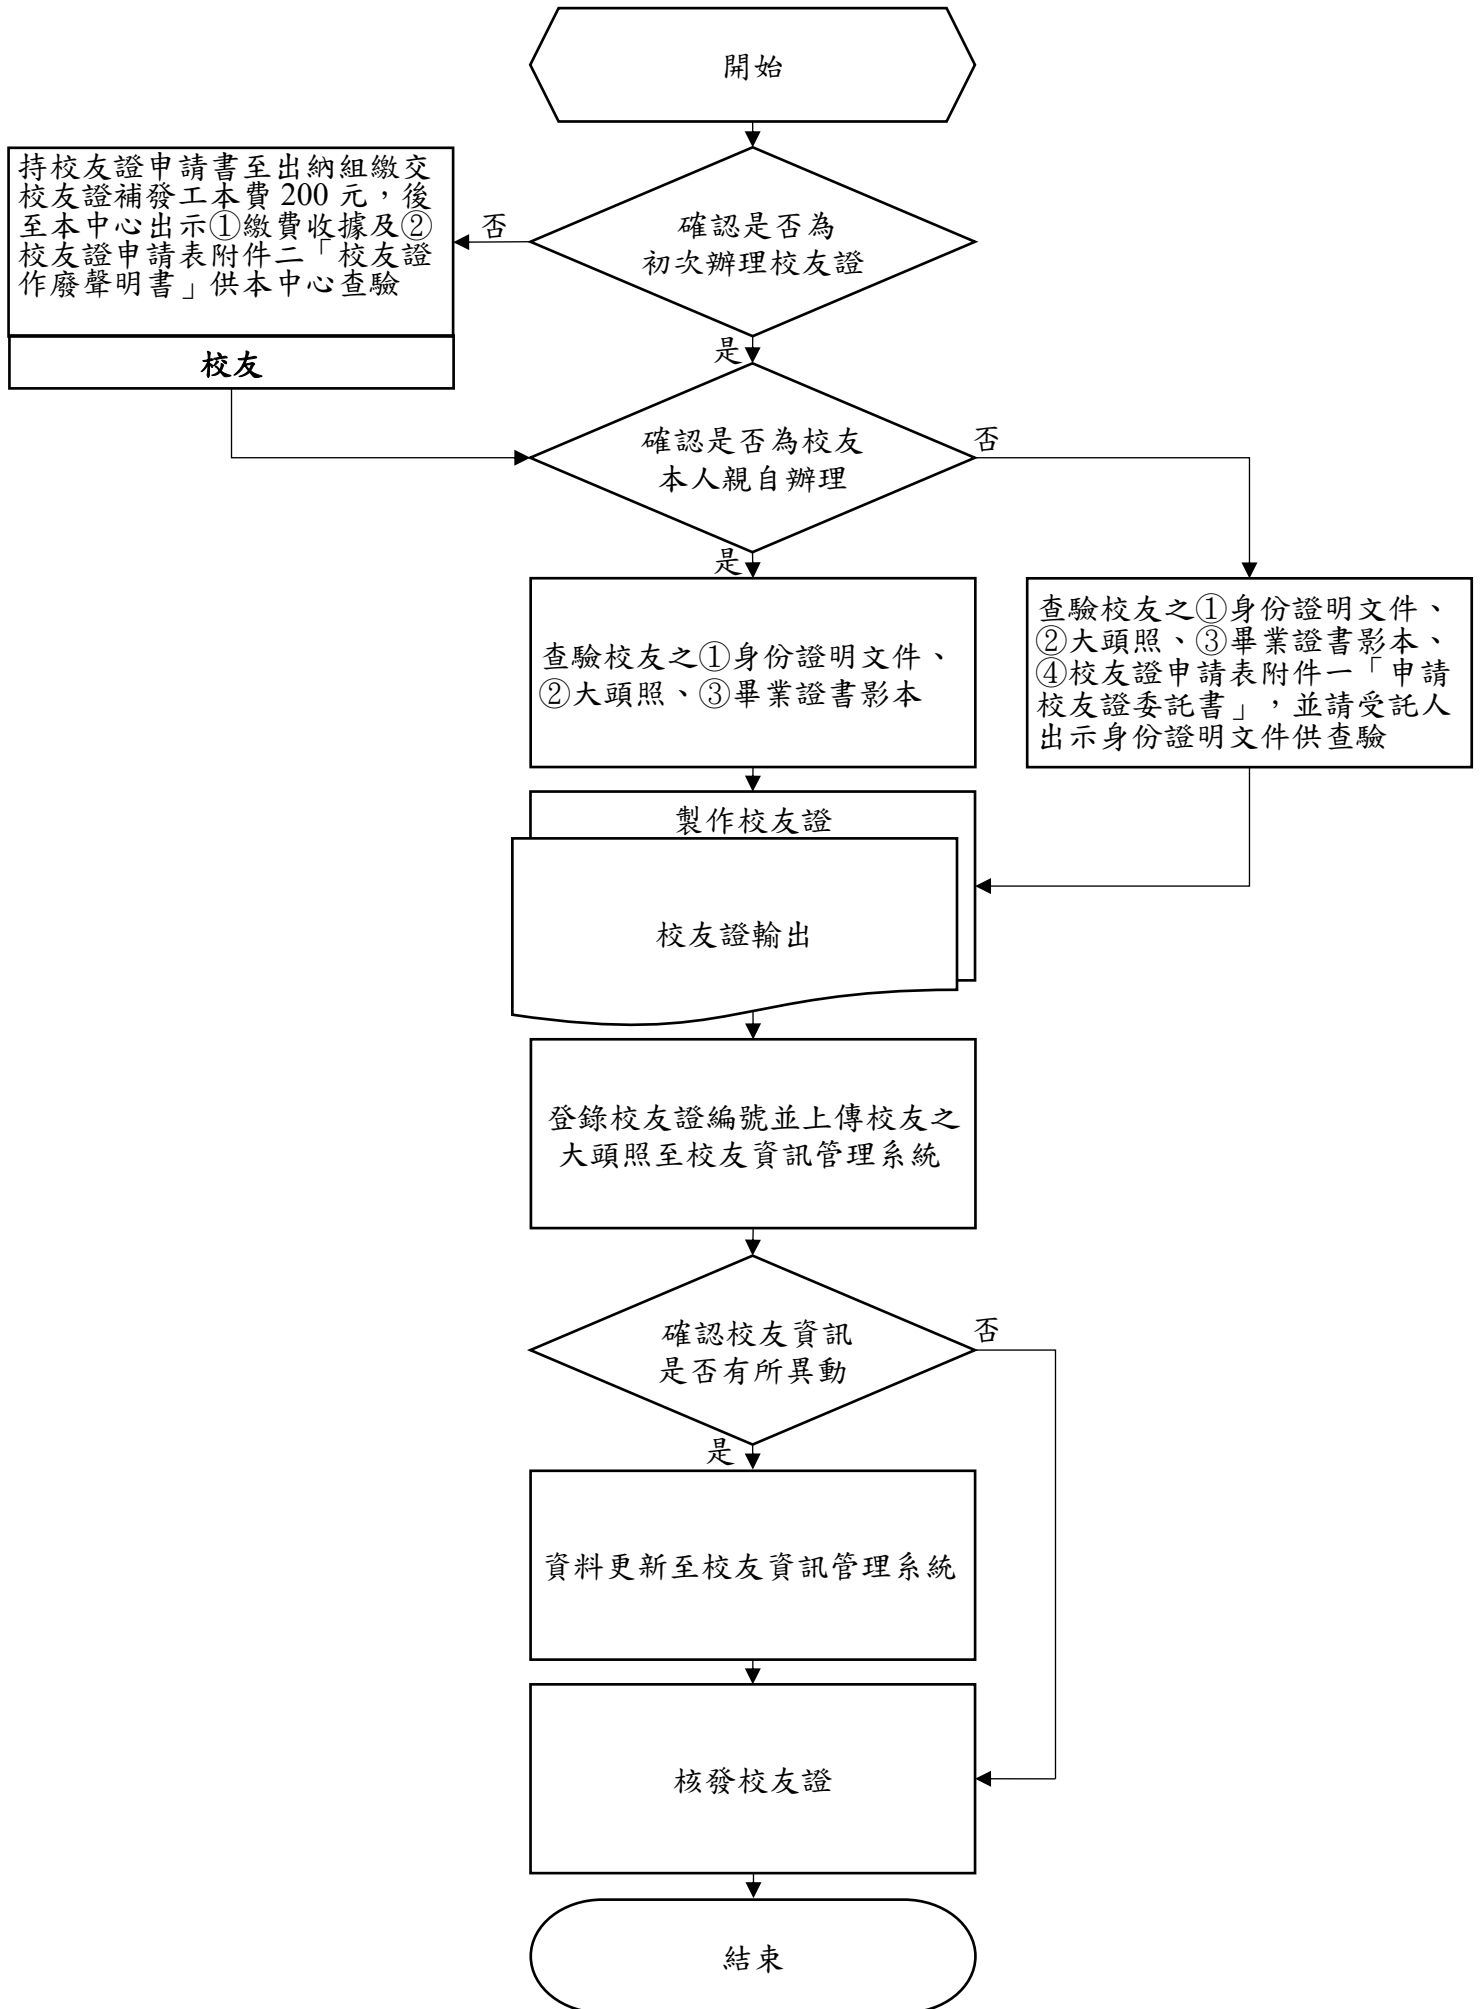 開始
持校友證申請書至出納組繳交
校友證補發工本費 200 元，後
至本中心出示①繳費收據及②
校友證申請表附件二「校友證
作廢聲明書」供本中心查驗
校友
否
確認是否為
初次辦理校友證
是
確認是否為校友
本人親自辦理
否
是
查驗校友之①身份證明文件、
②大頭照、③畢業證書影本
查驗校友之①身份證明文件、
②大頭照、③畢業證書影本、
④校友證申請表附件一「申請
校友證委託書」，並請受託人
出示身份證明文件供查驗
製作校友證
校友證輸出
登錄校友證編號並上傳校友之
大頭照至校友資訊管理系統
確認校友資訊
是否有所異動
否
是
資料更新至校友資訊管理系統
核發校友證
結束